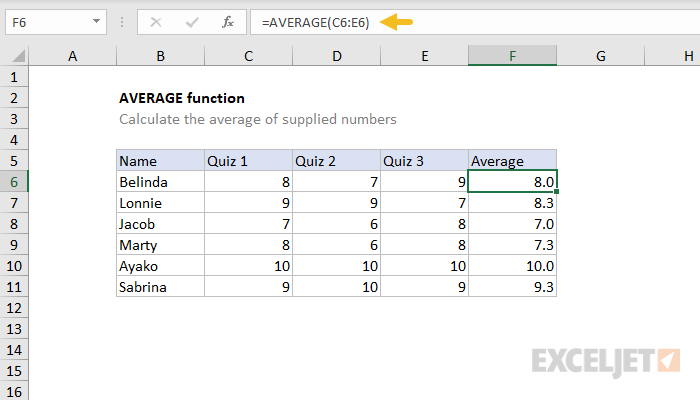 F6 fx =AVERAGE(C6:E6)
A B C D E F G H
1
2 AVERAGE function
3 Calculate the average of supplied numbers
4
5 Name Quiz 1 Quiz 2 Quiz 3 Average
6 Belinda 8 7 9 8.0
7 Lonnie 9 9 7 8.3
8 Jacob 7 6 8 7.0
9 Marty 8 6 8 7.3
10 Ayako 10 10 10 10.0
11 Sabrina 9 10 9 9.3
12
13
14
15
16
EXCELJET